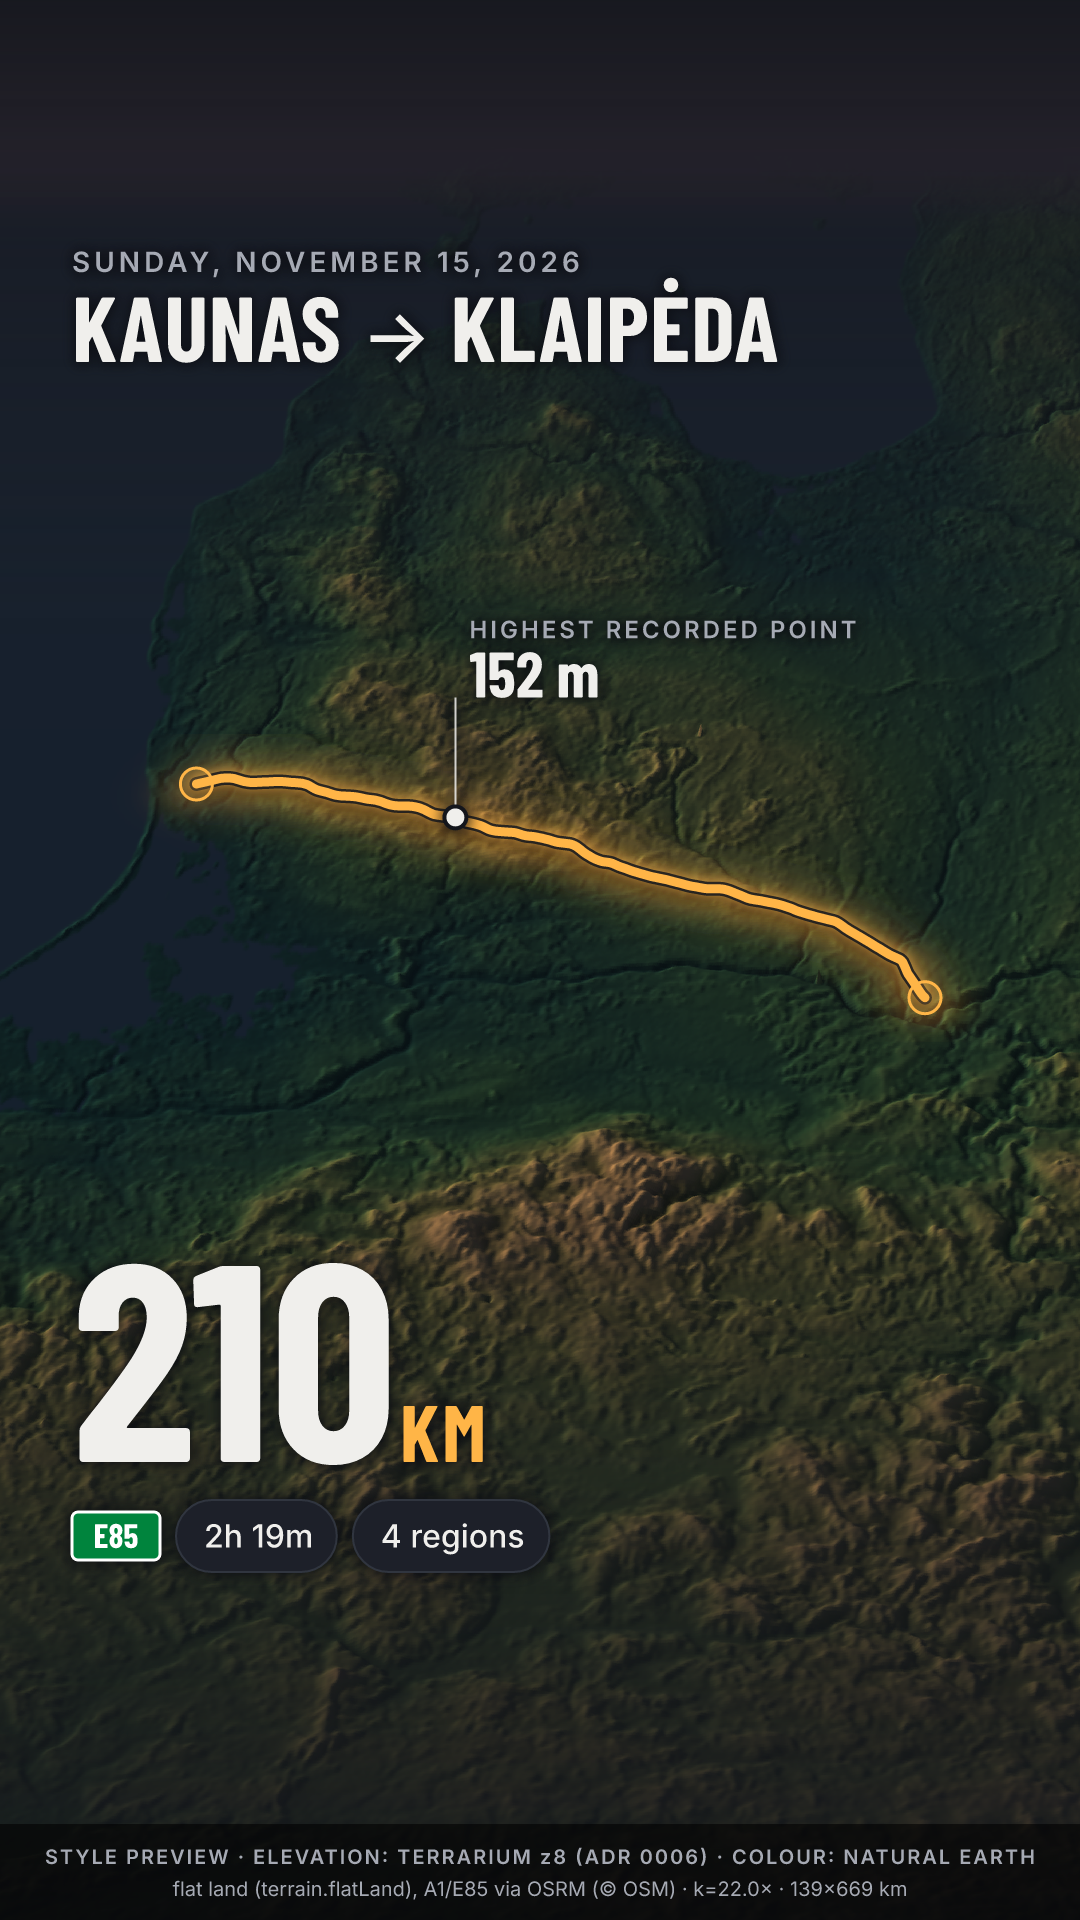 SUNDAY, NOVEMBER 15, 2026
KAUNAS → KLAIPĖDA
HIGHEST RECORDED POINT
152 m
210 KM
E85 2h 19m 4 regions
STYLE PREVIEW · ELEVATION: TERRARIUM z8 (ADR 0006) · COLOUR: NATURAL EARTH
flat land (terrain.flatLand), A1/E85 via OSRM (© OSM) · k=22.0× · 139×669 km